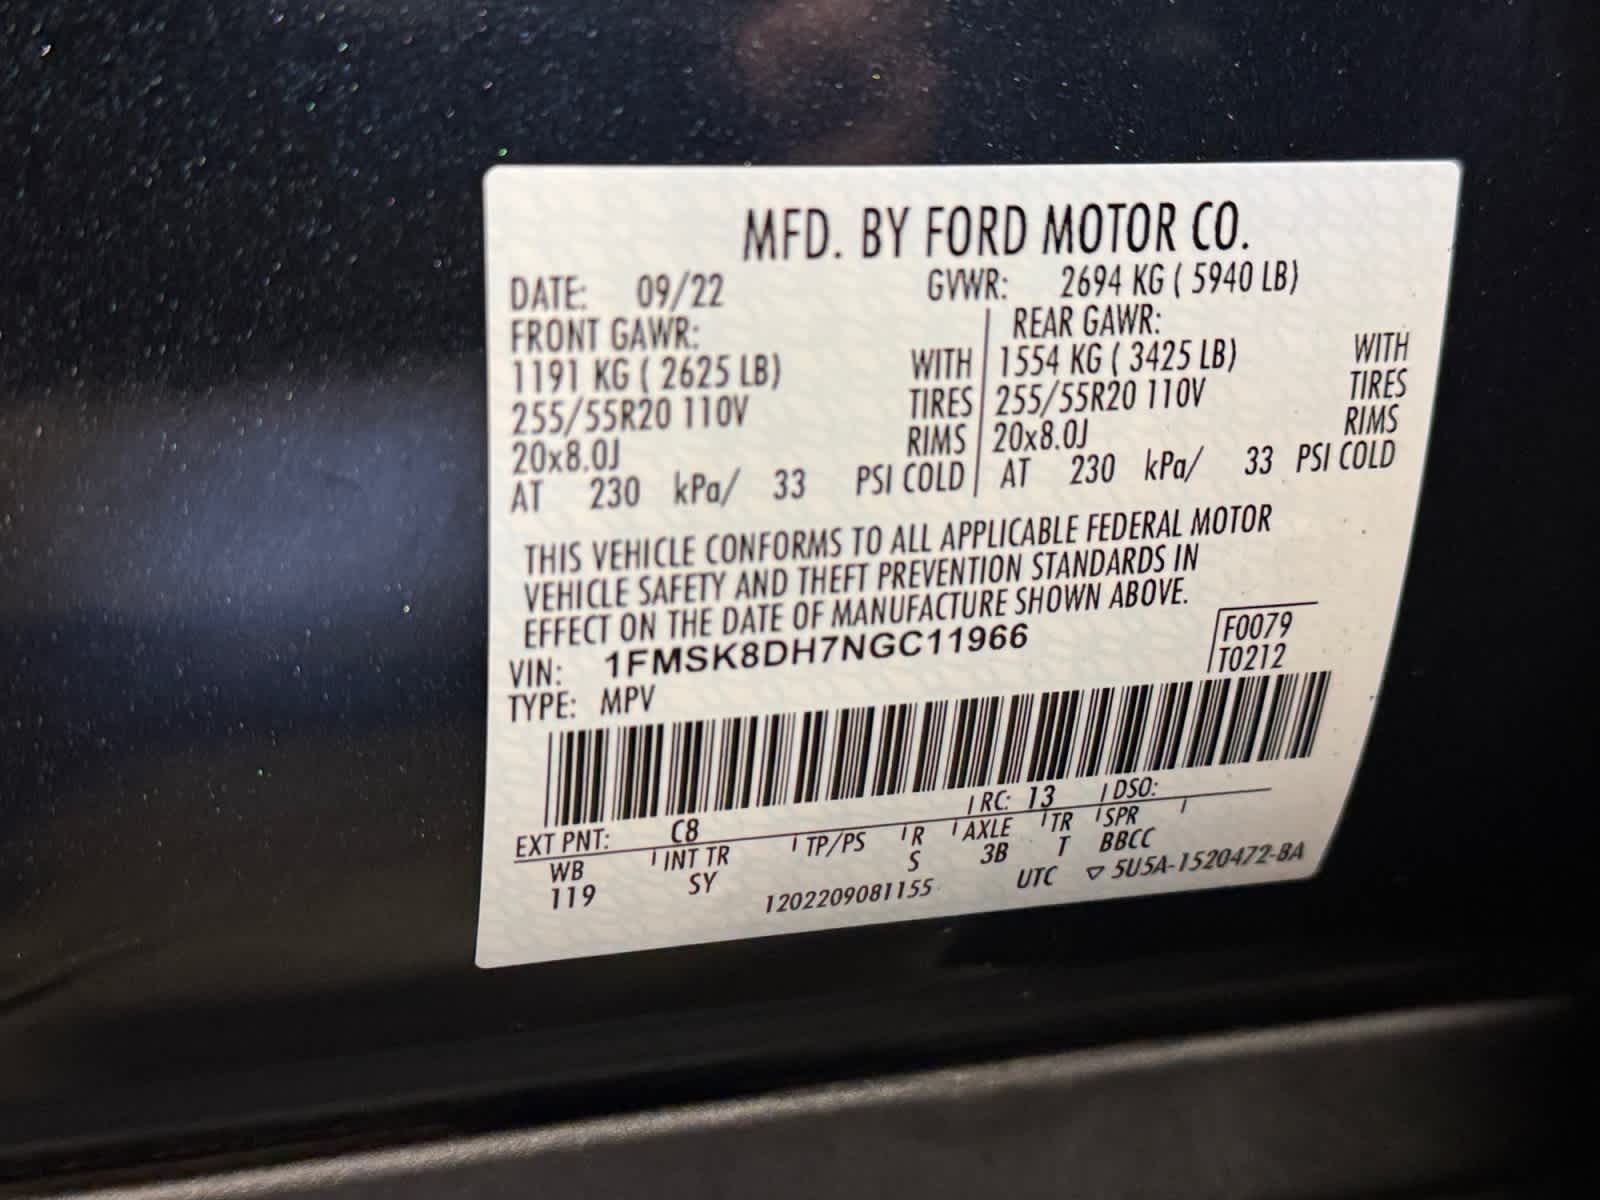 MFD. BY FORD MOTOR CO.
DATE: 09/22 GVWR: 2694 KG ( 5940 LB)
FRONT GAWR: REAR GAWR:
1191 KG ( 2625 LB) WITH 1554 KG ( 3425 LB) WITH
255/55R20 110V TIRES 255/55R20 110V TIRES
20x8.0J RIMS 20x8.0J RIMS
AT 230 kPa/ 33 PSI COLD AT 230 kPa/ 33 PSI COLD
THIS VEHICLE CONFORMS TO ALL APPLICABLE FEDERAL MOTOR
VEHICLE SAFETY AND THEFT PREVENTION STANDARDS IN
EFFECT ON THE DATE OF MANUFACTURE SHOWN ABOVE.
VIN: 1FMSK8DH7NGC11966 F0079
TYPE: MPV T0212
EXT PNT: C8 RC: 13 DSO:
WB INT TR TP/PS R AXLE TR SPR
119 SY S 3B T BBCC
1202209081155 UTC ▽ 5U5A-1520472-BA